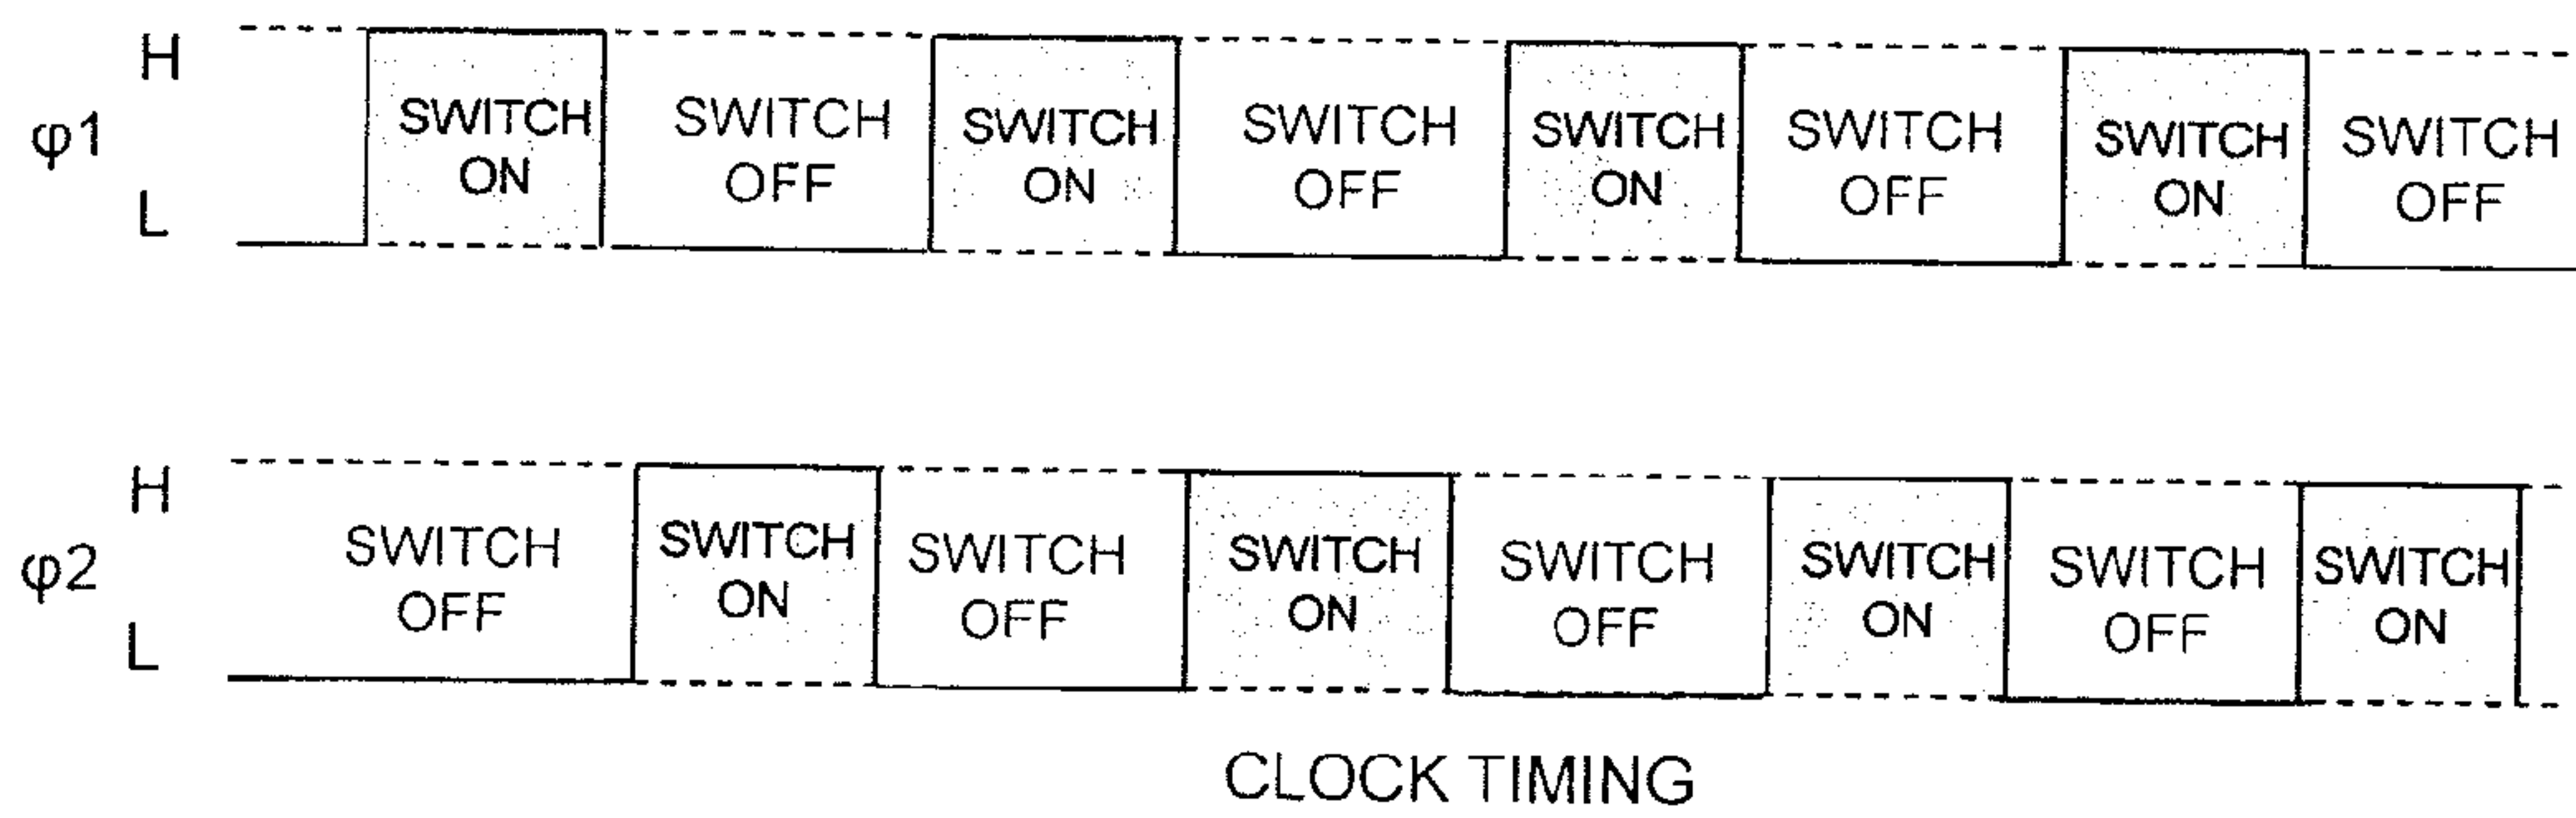 H
SWITCH SWITCH SWITCH SWITCH SWITCH SWITCH SWITCH SWITCH
φ1
ON OFF ON OFF ON OFF ON OFF
L
H
SWITCH SWITCH SWITCH SWITCH SWITCH SWITCH SWITCH SWITCH
φ2
OFF ON OFF ON OFF ON OFF ON
L
CLOCK TIMING